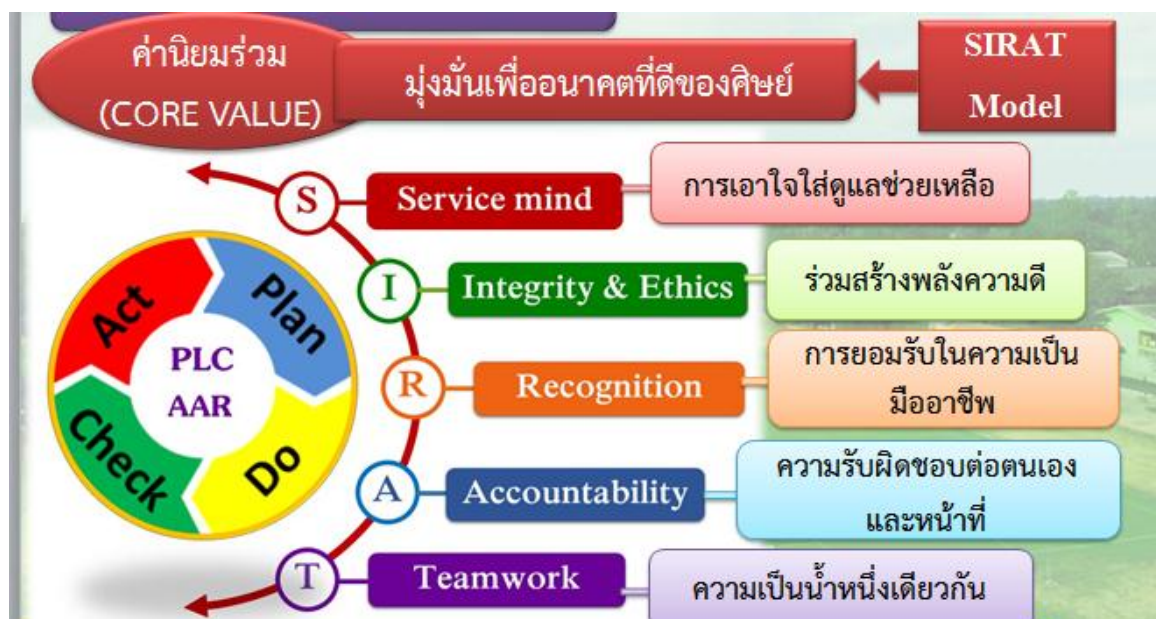 ค่านิยมร่วม
(CORE VALUE)
มุ่งมั่นเพื่ออนาคตที่ดีของศิษย์
SIRAT
Model
S
Service mind
การเอาใจใส่ดูแลช่วยเหลือ
I
Integrity & Ethics
ร่วมสร้างพลังความดี
R
Recognition
การยอมรับในความเป็น
มืออาชีพ
A
Accountability
ความรับผิดชอบต่อตนเอง
และหน้าที่
T
Teamwork
ความเป็นน้ำหนึ่งเดียวกัน
Act
Plan
PLC
AAR
Check
Do